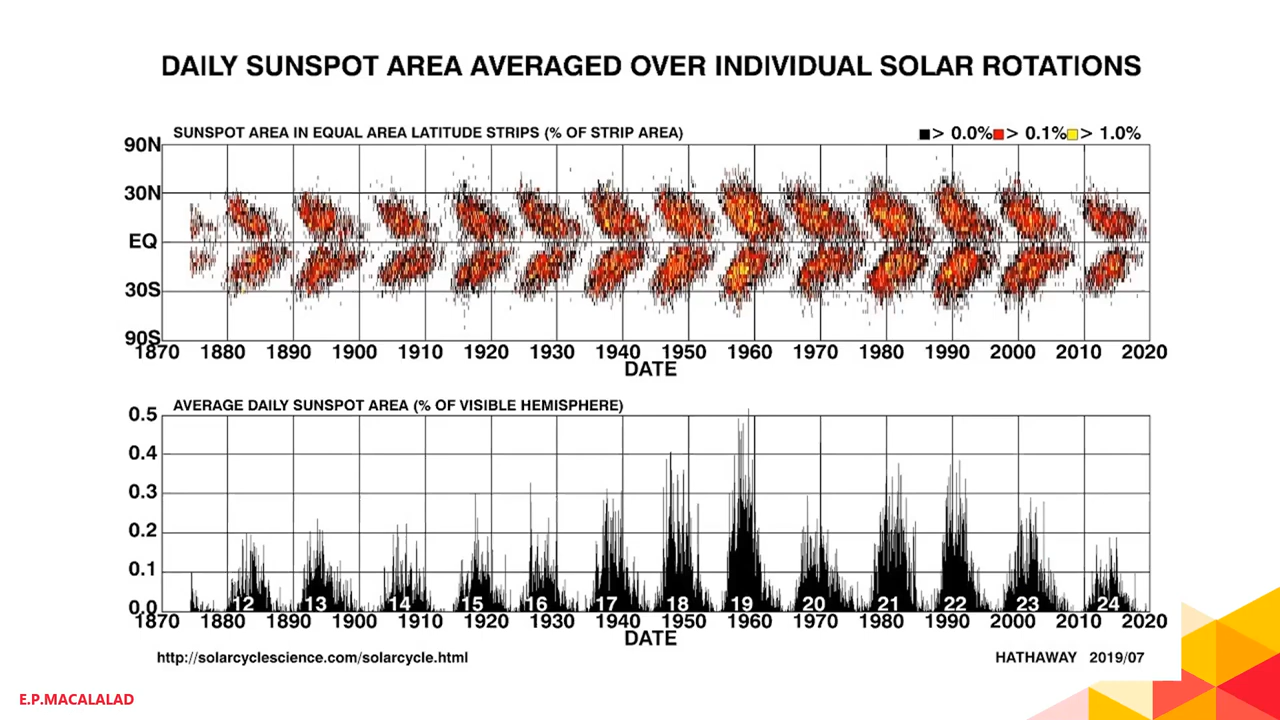 DAILY SUNSPOT AREA AVERAGED OVER INDIVIDUAL SOLAR ROTATIONS
SUNSPOT AREA IN EQUAL AREA LATITUDE STRIPS (% OF STRIP AREA) > 0.0% > 0.1% > 1.0%
90N
30N
EQ
30S
90S
1870 1880 1890 1900 1910 1920 1930 1940 1950 1960 1970 1980 1990 2000 2010 2020
DATE
AVERAGE DAILY SUNSPOT AREA (% OF VISIBLE HEMISPHERE)
0.5
0.4
0.3
0.2
0.1
0.0
12 13 14 15 16 17 18 19 20 21 22 23 24
1870 1880 1890 1900 1910 1920 1930 1940 1950 1960 1970 1980 1990 2000 2010 2020
DATE
http://solarcyclescience.com/solarcycle.html HATHAWAY 2019/07
E.P.MACALALAD